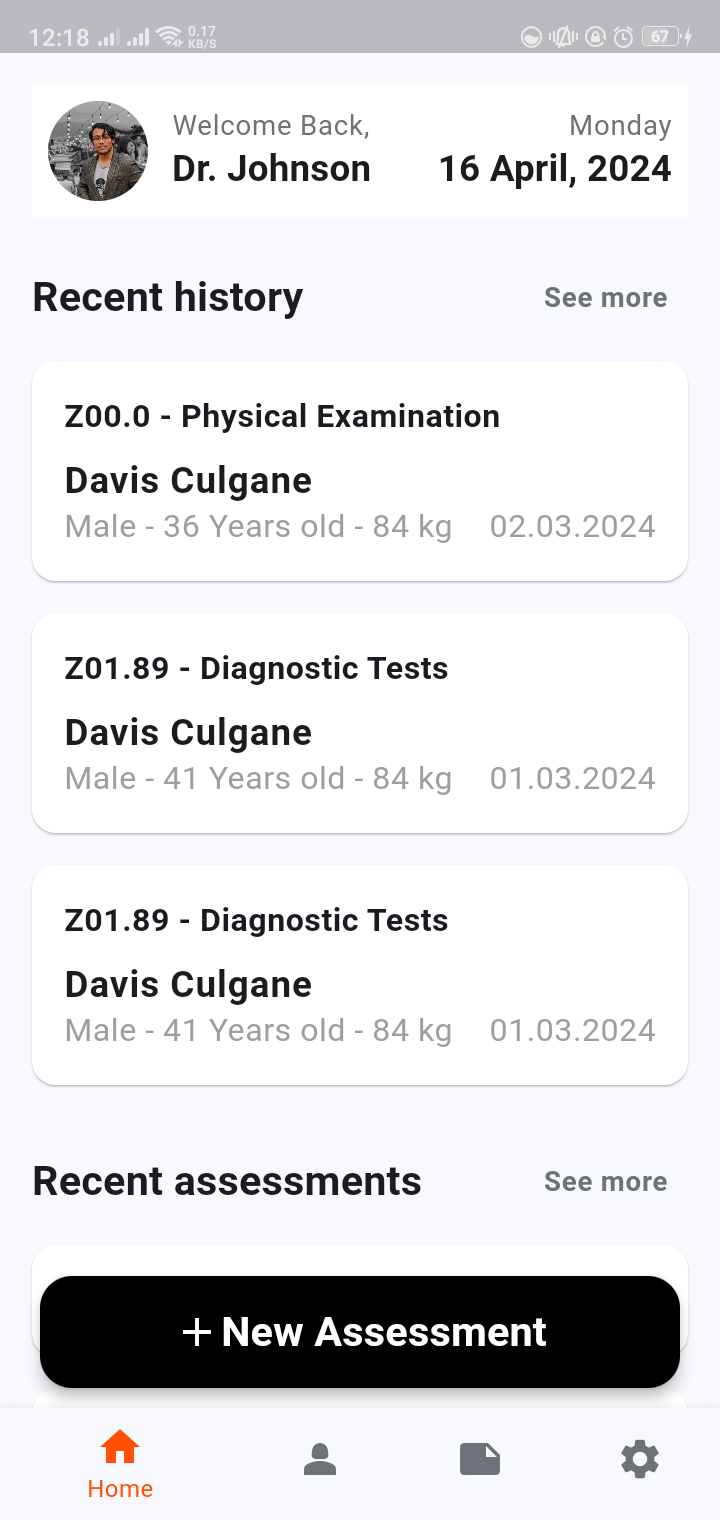 12:18 0.17 KB/S 67
Welcome Back, Monday
Dr. Johnson 16 April, 2024
Recent history See more
Z00.0 - Physical Examination
Davis Culgane
Male - 36 Years old - 84 kg 02.03.2024
Z01.89 - Diagnostic Tests
Davis Culgane
Male - 41 Years old - 84 kg 01.03.2024
Z01.89 - Diagnostic Tests
Davis Culgane
Male - 41 Years old - 84 kg 01.03.2024
Recent assessments See more
+ New Assessment
Home